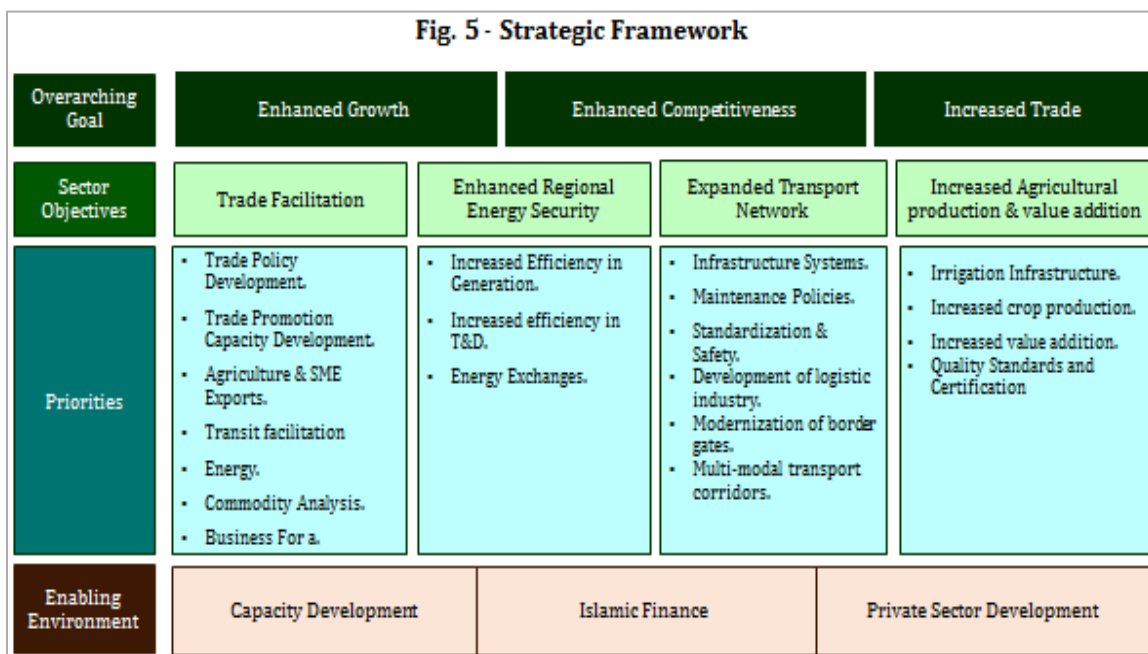 Fig. 5 - Strategic Framework
Overarching
Goal
Enhanced Growth
Enhanced Competitiveness
Increased Trade
Sector
Objectives
Trade Facilitation
Enhanced Regional
Energy Security
Expanded Transport
Network
Increased Agricultural
production & value addition
Priorities
▪ Trade Policy
Development.
▪ Trade Promotion
Capacity Development.
▪ Agriculture & SME
Exports.
▪ Transit facilitation
▪ Energy.
▪ Commodity Analysis.
▪ Business For a.
▪ Increased Efficiency in
Generation.
▪ Increased efficiency in
T&D.
▪ Energy Exchanges.
▪ Infrastructure Systems.
▪ Maintenance Policies.
▪ Standardization &
Safety.
▪ Development of logistic
industry.
▪ Modernization of border
gates.
▪ Multi-modal transport
corridors.
▪ Irrigation Infrastructure.
▪ Increased crop production.
▪ Increased value addition.
▪ Quality Standards and
Certification
Enabling
Environment
Capacity Development
Islamic Finance
Private Sector Development